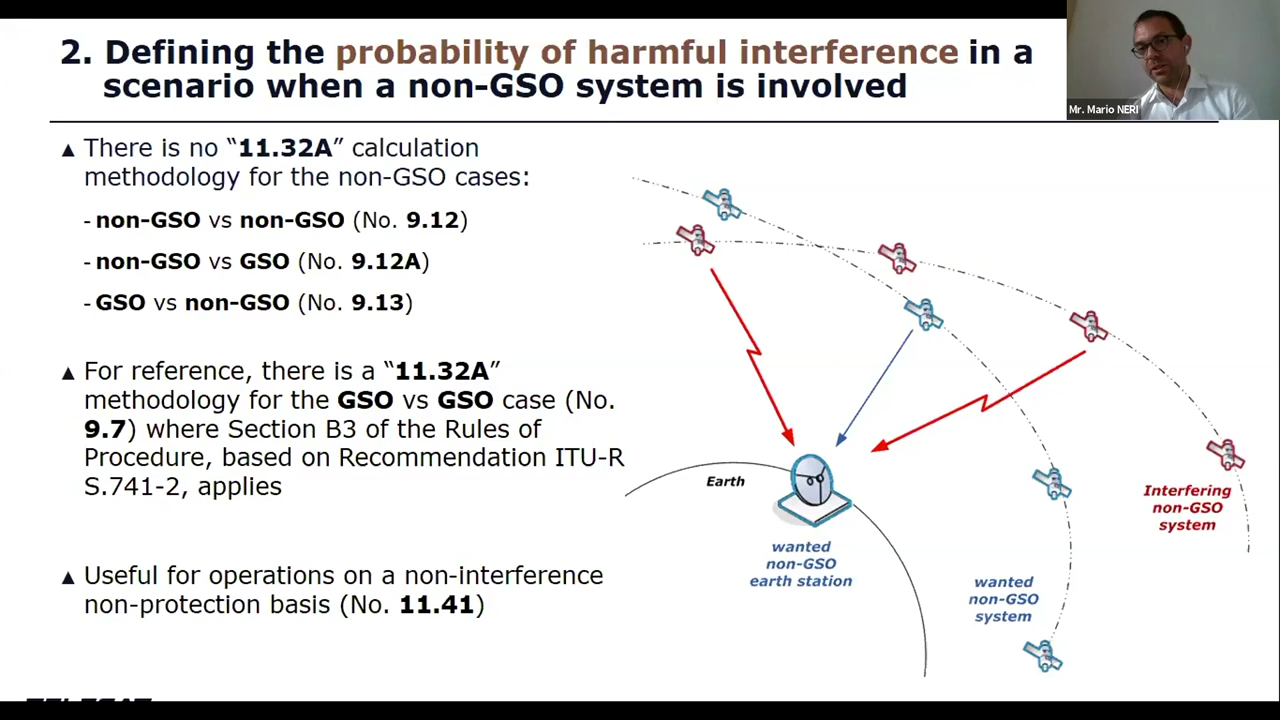 2. Defining the probability of harmful interference in a
scenario when a non-GSO system is involved
Mr. Mario NERI
▲ There is no “11.32A” calculation
methodology for the non-GSO cases:
- non-GSO vs non-GSO (No. 9.12)
- non-GSO vs GSO (No. 9.12A)
- GSO vs non-GSO (No. 9.13)
▲ For reference, there is a “11.32A”
methodology for the GSO vs GSO case (No.
9.7) where Section B3 of the Rules of
Procedure, based on Recommendation ITU-R
S.741-2, applies
▲ Useful for operations on a non-interference
non-protection basis (No. 11.41)
Earth
wanted
non-GSO
earth station
wanted
non-GSO
system
Interfering
non-GSO
system